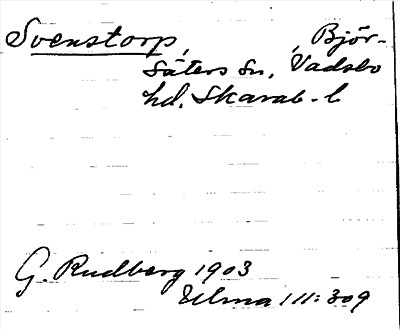 Svenstorp, , Björ-
säters sn, Vadsbo
hd. Skarab.-l
G. Rudberg 1903
Ulma 111:309